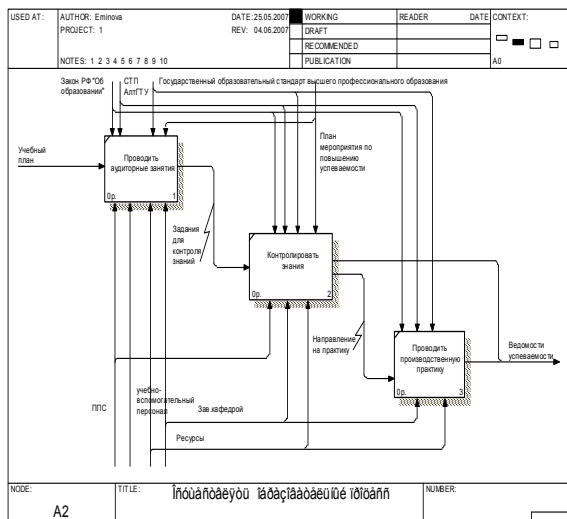 USED AT:
AUTHOR: Eminova
DATE: 25.05.2007
WORKING
READER
DATE
CONTEXT:
PROJECT: 1
REV: 04.06.2007
DRAFT
RECOMMENDED
NOTES: 1 2 3 4 5 6 7 8 9 10
PUBLICATION
A0
Закон РФ"Об
образовании"
СТП
АлтГТУ
Государственный образовательный стандарт высшего профессионального образования
Учебный
план
Проводить
аудиторные занятия
0р.
1
План
мероприятия по
повышению
успеваемости
Задания
для
контроля
знаний
Контролировать
знания
0р.
2
Направление
на практику
Проводить
производственную
практику
0р.
3
Ведомости
успеваемости
ППС
учебно-
вспомогательный
персонал
Зав.кафедрой
Ресурсы
NODE:
TITLE:
NUMBER:
A2